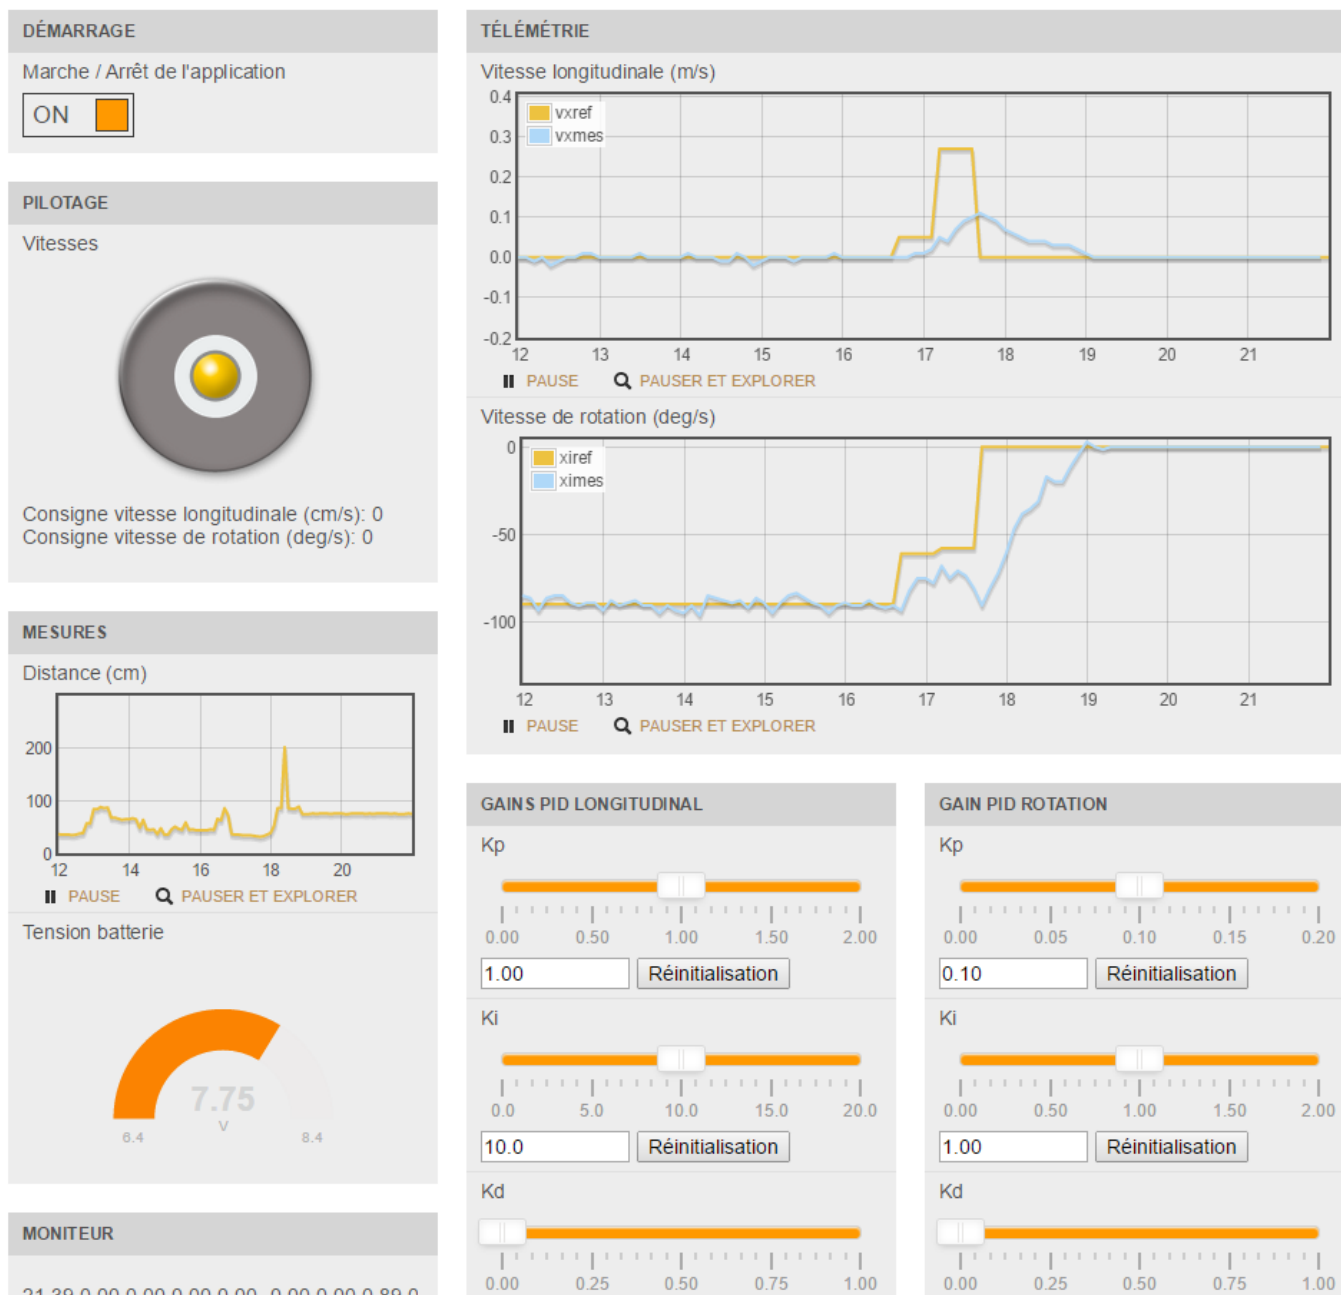 DÉMARRAGE
Marche / Arrêt de l'application
ON
PILOTAGE
Vitesses
Consigne vitesse longitudinale (cm/s): 0
Consigne vitesse de rotation (deg/s): 0
MESURES
Distance (cm)
200
100
0
12 14 16 18 20
PAUSE PAUSER ET EXPLORER
Tension batterie
7.75
V
6.4 8.4
MONITEUR
TÉLÉMÉTRIE
Vitesse longitudinale (m/s)
0.4
0.3
0.2
0.1
0.0
-0.1
-0.2
vxref
vxmes
12 13 14 15 16 17 18 19 20 21
PAUSE PAUSER ET EXPLORER
Vitesse de rotation (deg/s)
0
-50
-100
xiref
ximes
12 13 14 15 16 17 18 19 20 21
PAUSE PAUSER ET EXPLORER
GAINS PID LONGITUDINAL
Kp
0.00 0.50 1.00 1.50 2.00
1.00 Réinitialisation
Ki
0.0 5.0 10.0 15.0 20.0
10.0 Réinitialisation
Kd
0.00 0.25 0.50 0.75 1.00
GAIN PID ROTATION
Kp
0.00 0.05 0.10 0.15 0.20
0.10 Réinitialisation
Ki
0.00 0.50 1.00 1.50 2.00
1.00 Réinitialisation
Kd
0.00 0.25 0.50 0.75 1.00